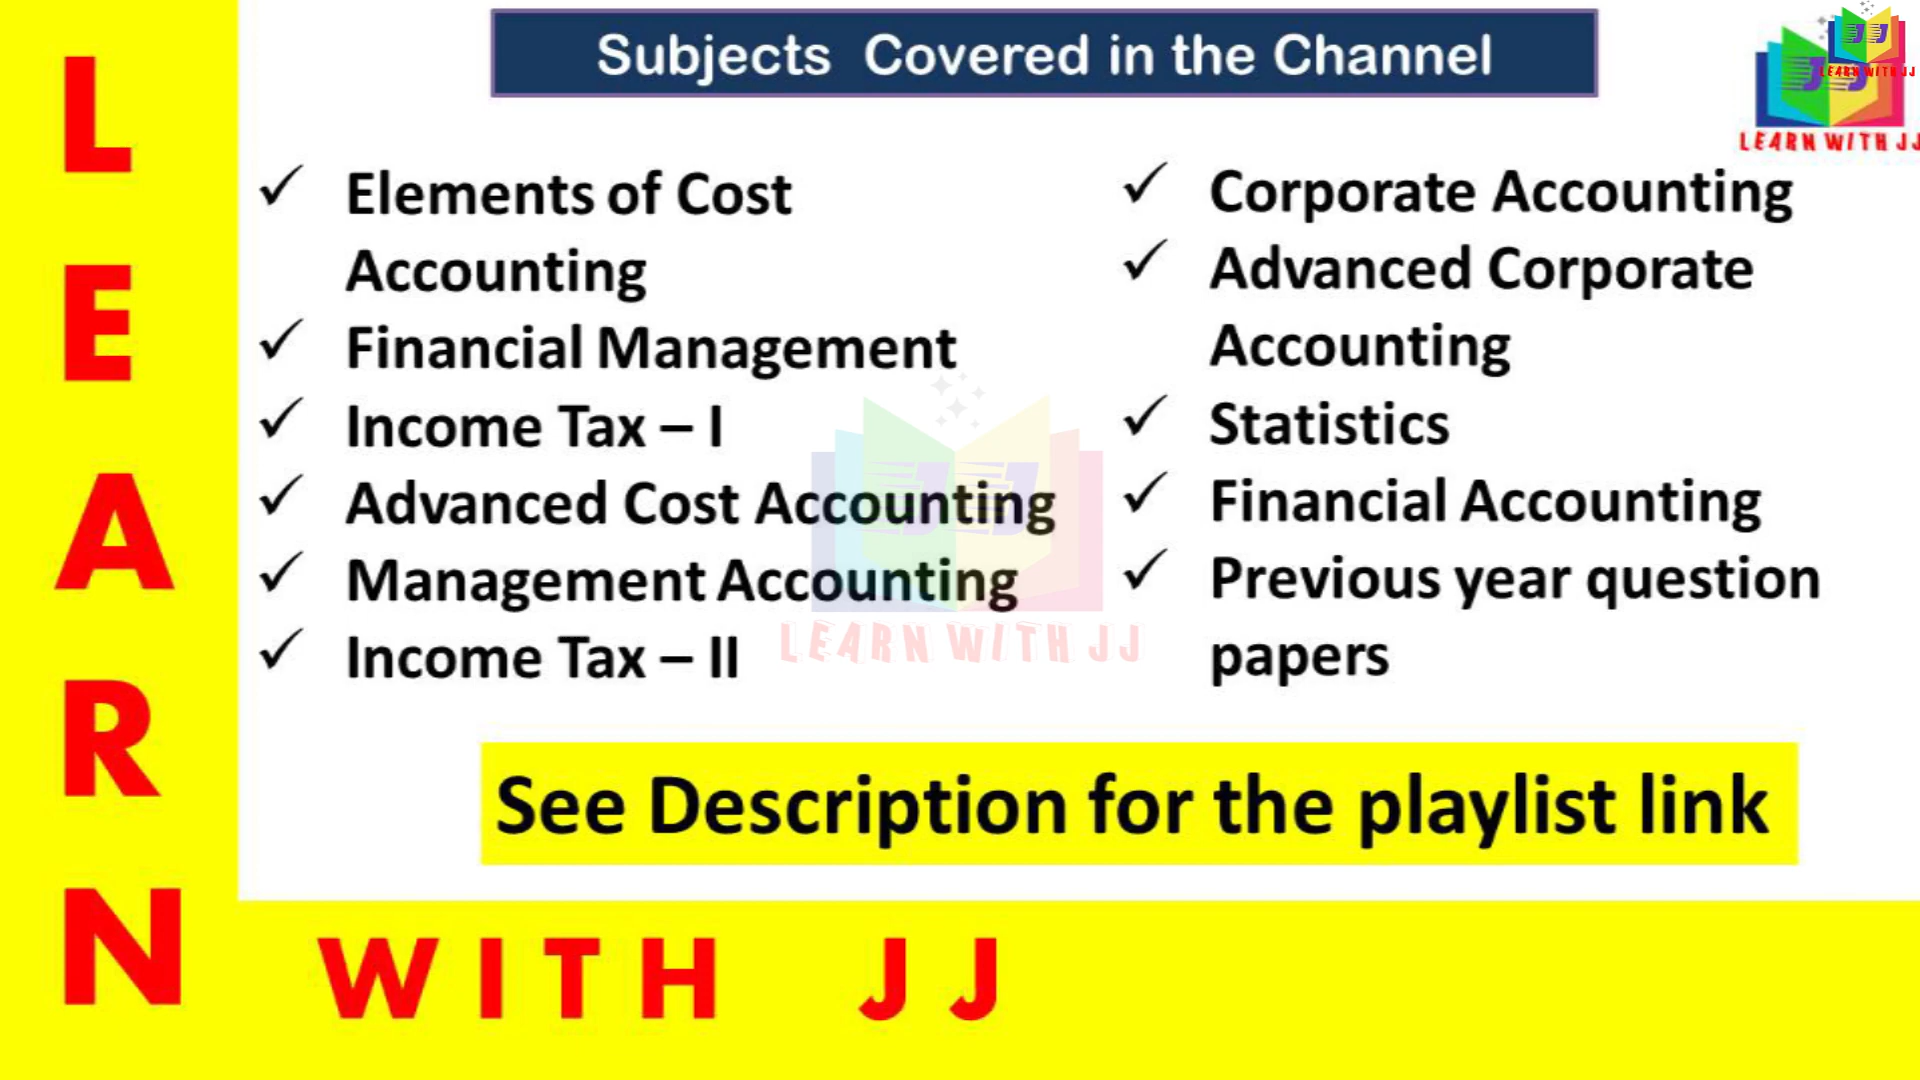 Subjects Covered in the Channel
LEARN WITH JJ
LEARN WITH JJ
Elements of Cost
Accounting
Financial Management
Income Tax – I
Advanced Cost Accounting
Management Accounting
Income Tax – II
Corporate Accounting
Advanced Corporate
Accounting
Statistics
Financial Accounting
Previous year question
papers
LEARN WITH JJ
See Description for the playlist link
L
E
A
R
N
WITH JJ